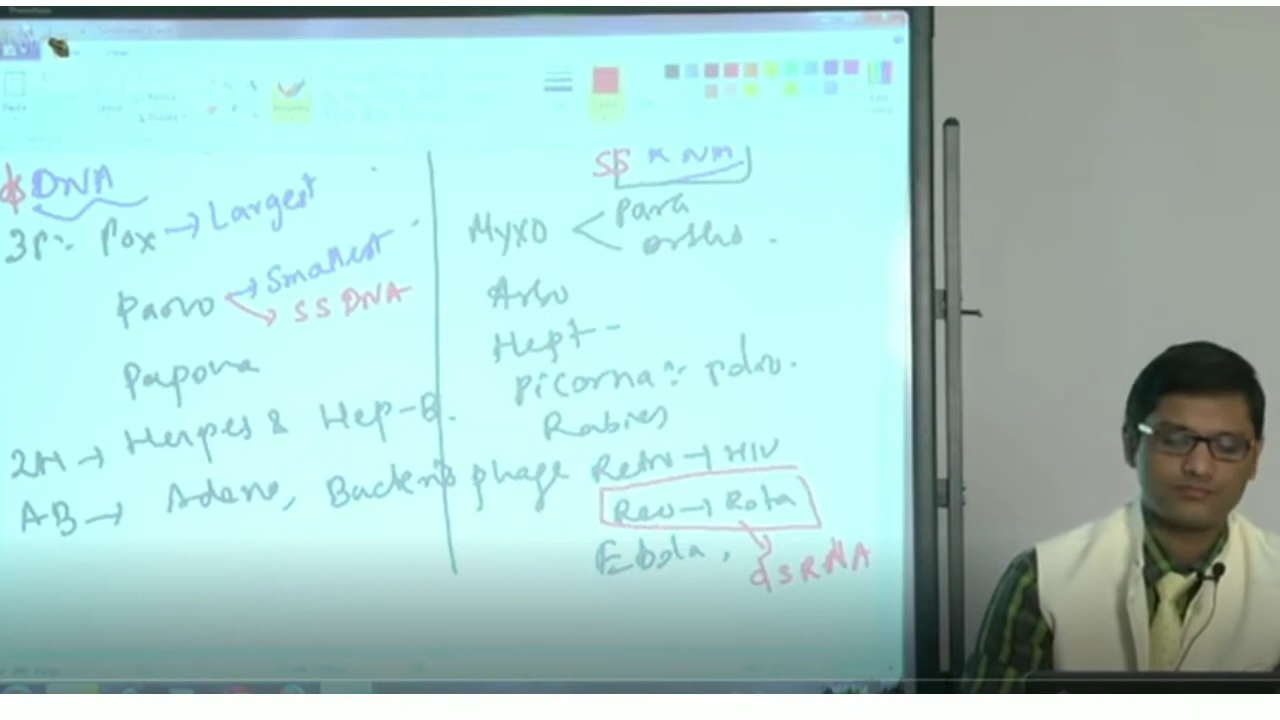 ds DNA
3P:- Pox → Largest
Parvo → Smallest
→ SS DNA
Papova
2H → Herpes & Hep-B.
AB → Adeno, Bacteriophage
SS RNA
Myxo < Para
ortho
Arbo
Hept-
Picorna :- Polio.
Rabies
Retro → HIV
Reo → Rota
→ dsRNA
Ebola,